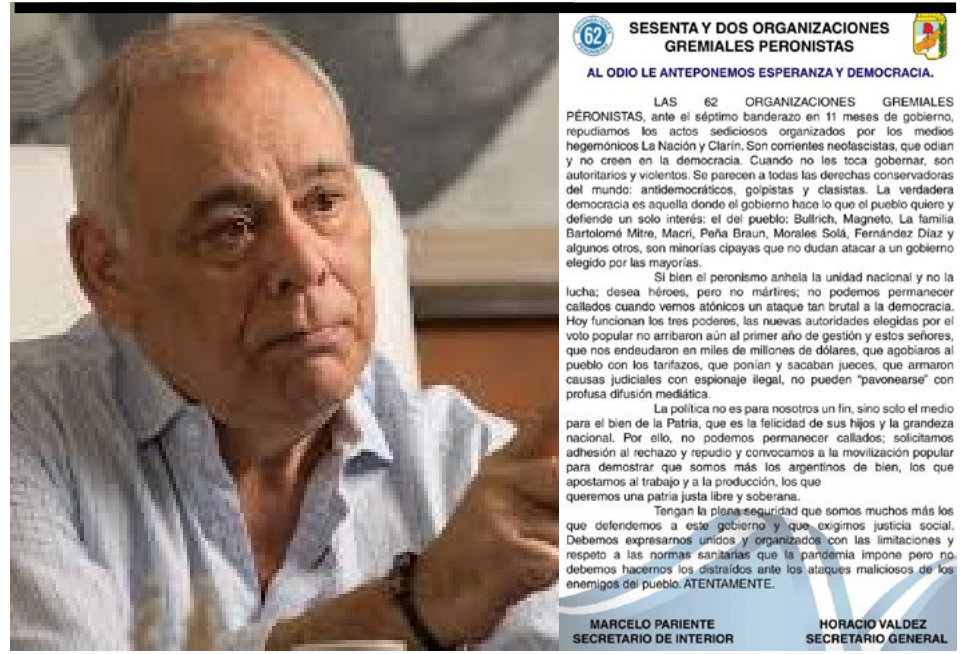 62
SESENTA Y DOS ORGANIZACIONES
GREMIALES PERONISTAS
AL ODIO LE ANTEPONEMOS ESPERANZA Y DEMOCRACIA.
LAS 62 ORGANIZACIONES GREMIALES
PÉRONISTAS, ante el séptimo banderazo en 11 meses de gobierno,
repudiamos los actos sediciosos organizados por los medios
hegemónicos La Nación y Clarín. Son corrientes neofascistas, que odian
y no creen en la democracia. Cuando no les toca gobernar, son
autoritarios y violentos. Se parecen a todas las derechas conservadoras
del mundo: antidemocráticos, golpistas y clasistas. La verdadera
democracia es aquella donde el gobierno hace lo que el pueblo quiere y
defiende un solo interés: el del pueblo: Bullrich, Magneto, La familia
Bartolomé Mitre, Macri, Peña Braun, Morales Solá, Fernández Díaz y
algunos otros, son minorías cipayas que no dudan atacar a un gobierno
elegido por las mayorías.
Si bien el peronismo anhela la unidad nacional y no la
lucha; desea héroes, pero no mártires; no podemos permanecer
callados cuando vemos atónicos un ataque tan brutal a la democracia.
Hoy funcionan los tres poderes, las nuevas autoridades elegidas por el
voto popular no arribaron aún al primer año de gestión y estos señores,
que nos endeudaron en miles de millones de dólares, que agobiaros al
pueblo con los tarifazos, que ponían y sacaban jueces, que armaron
causas judiciales con espionaje ilegal, no pueden "pavonearse" con
profusa difusión mediática.
La política no es para nosotros un fin, sino solo el medio
para el bien de la Patria, que es la felicidad de sus hijos y la grandeza
nacional. Por ello, no podemos permanecer callados; solicitamos
adhesión al rechazo y repudio y convocamos a la movilización popular
para demostrar que somos más los argentinos de bien, los que
apostamos al trabajo y a la producción, los que
queremos una patria justa libre y soberana.
Tengan la plena seguridad que somos muchos más los
que defendemos a este gobierno y que exigimos justicia social.
Debemos expresarnos unidos y organizados con las limitaciones y
respeto a las normas sanitarias que la pandemia impone pero no
debemos hacernos los distraídos ante los ataques maliciosos de los
enemigos del pueblo. ATENTAMENTE.
MARCELO PARIENTE HORACIO VALDEZ
SECRETARIO DE INTERIOR SECRETARIO GENERAL